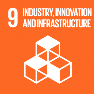 9 INDUSTRY, INNOVATION
AND INFRASTRUCTURE